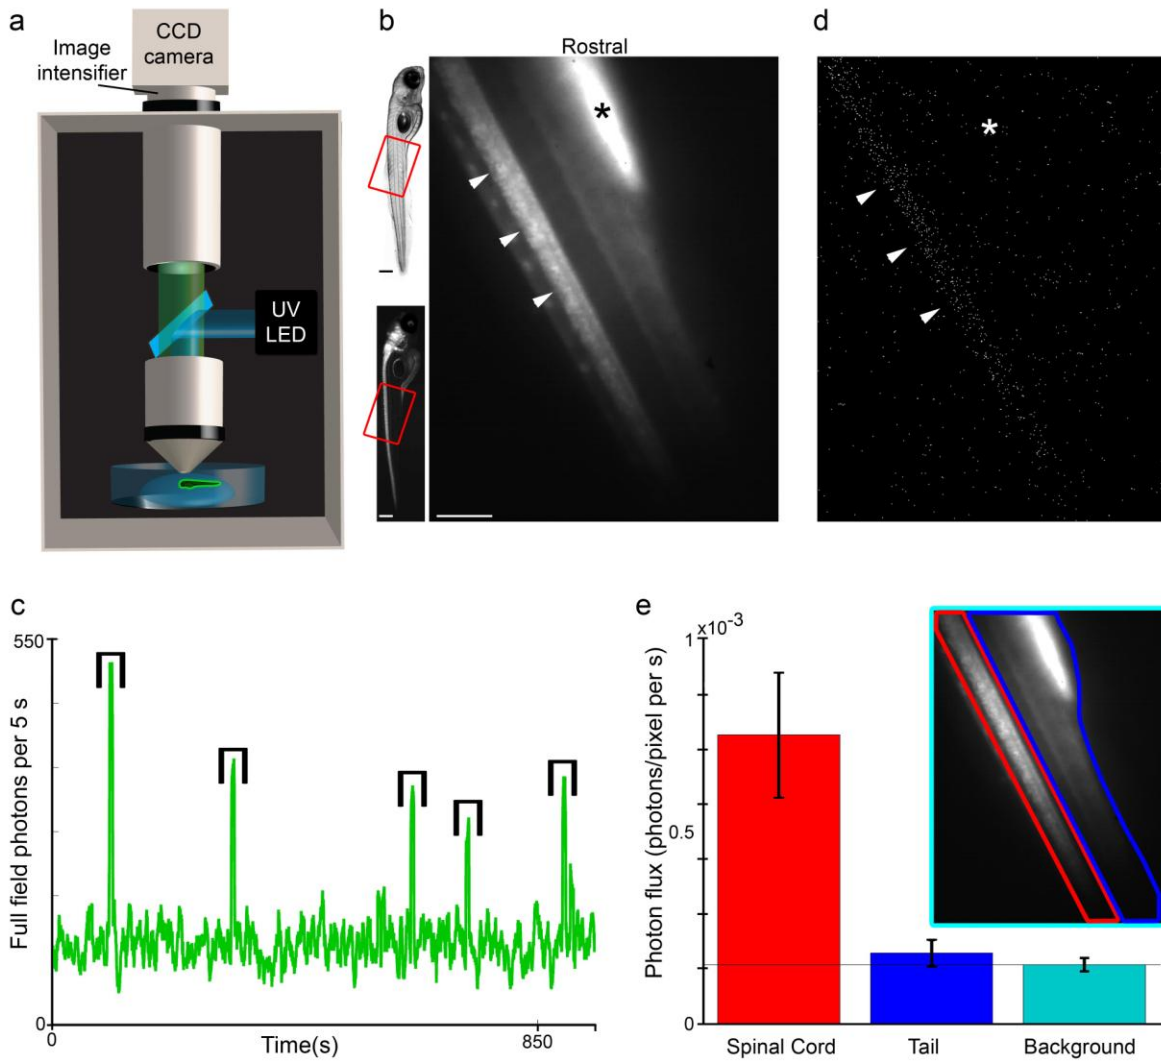 a
CCD
camera
Image
intensifier
UV
LED
b
Rostral
*
d
*
c
550
Full field photons per 5 s
0
0
Time(s)
850
e
x10-3
1
0.5
0
Photon flux (photons/pixel per s)
Spinal Cord
Tail
Background